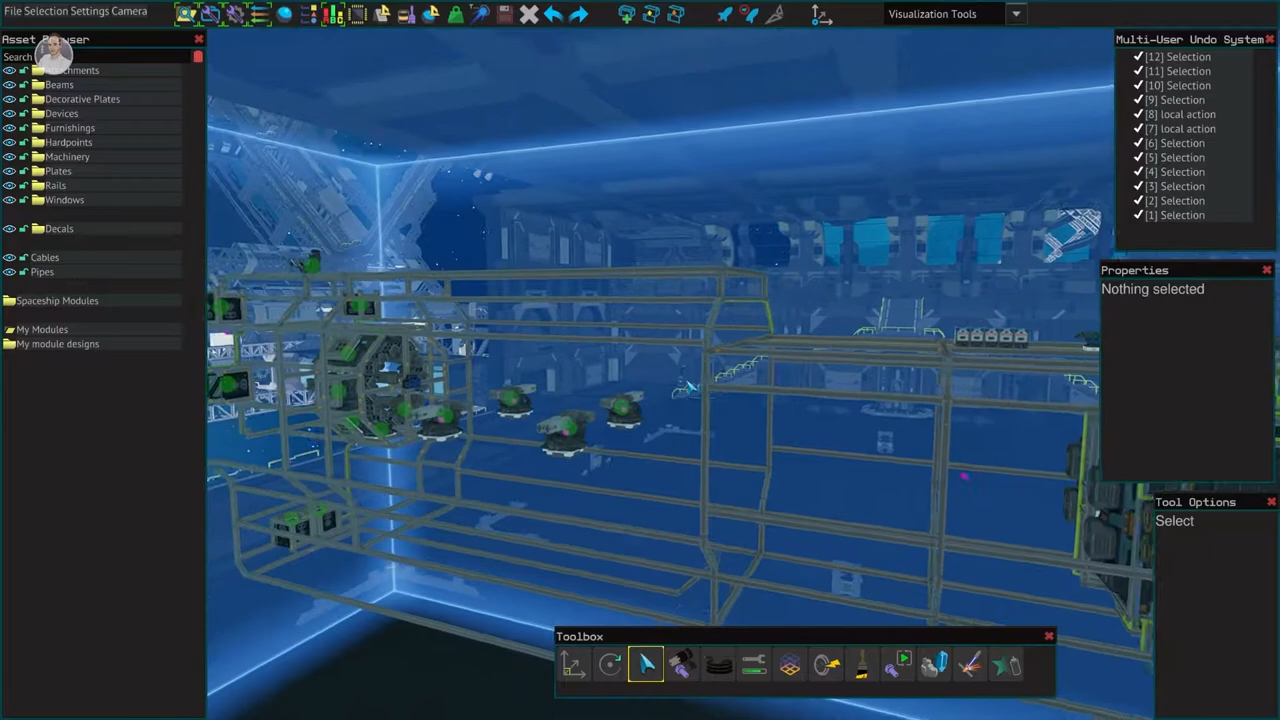 File Selection Settings Camera
Visualization Tools
Asset Browser
Search
Attachments
Beams
Decorative Plates
Devices
Furnishings
Hardpoints
Machinery
Plates
Rails
Windows
Decals
Cables
Pipes
Spaceship Modules
My Modules
My module designs
Multi-User Undo System
[12] Selection
[11] Selection
[10] Selection
[9] Selection
[8] local action
[7] local action
[6] Selection
[5] Selection
[4] Selection
[3] Selection
[2] Selection
[1] Selection
Properties
Nothing selected
Tool Options
Select
Toolbox